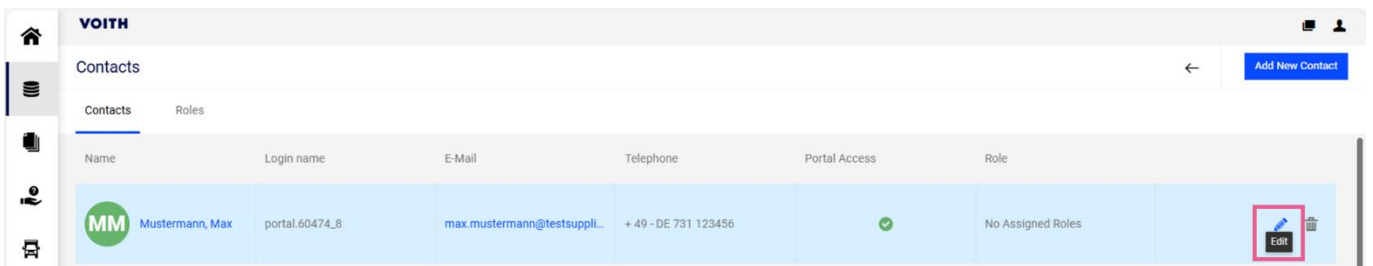 VOITH
Contacts
Add New Contact
Contacts Roles
Name Login name E-Mail Telephone Portal Access Role
MM Mustermann, Max portal.60474_8 max.mustermann@testsuppli... + 49 - DE 731 123456 No Assigned Roles
Edit